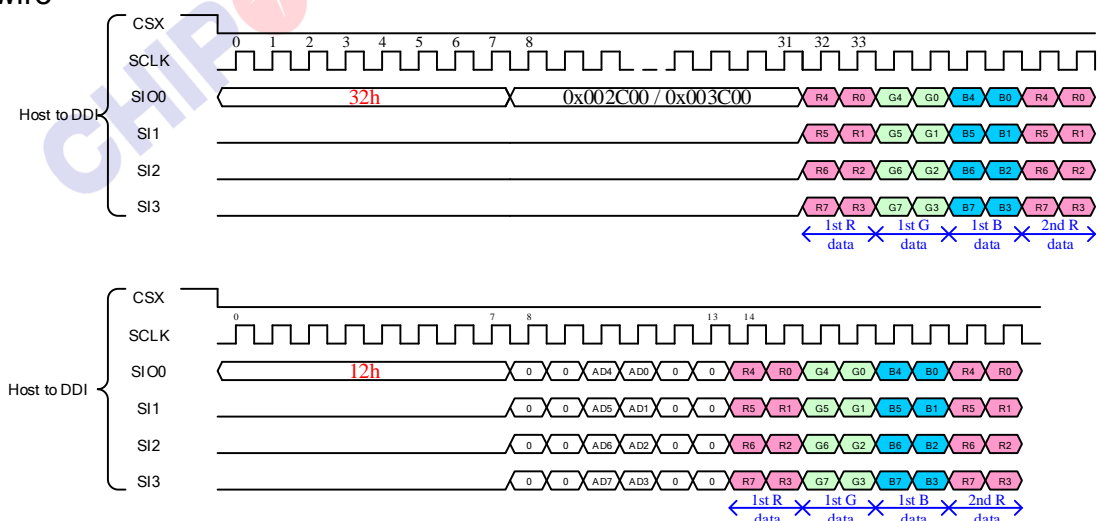 wire
CSX
0 1 2 3 4 5 6 7 8 31 32 33
SCLK
SIO0 32h 0x002C00 / 0x003C00 R4 R0 G4 G0 B4 B0 R4 R0
Host to DDI
SI1 R5 R1 G5 G1 B5 B1 R5 R1
SI2 R6 R2 G6 G2 B6 B2 R6 R2
SI3 R7 R3 G7 G3 B7 B3 R7 R3
1st R 1st G 1st B 2nd R
data data data data
CHIP
CSX
0 7 8 13 14
SCLK
SIO0 12h 0 0 AD4 AD0 0 0 R4 R0 G4 G0 B4 B0 R4 R0
Host to DDI
SI1 0 0 AD5 AD1 0 0 R5 R1 G5 G1 B5 B1 R5 R1
SI2 0 0 AD6 AD2 0 0 R6 R2 G6 G2 B6 B2 R6 R2
SI3 0 0 AD7 AD3 0 0 R7 R3 G7 G3 B7 B3 R7 R3
1st R 1st G 1st B 2nd R
data data data data